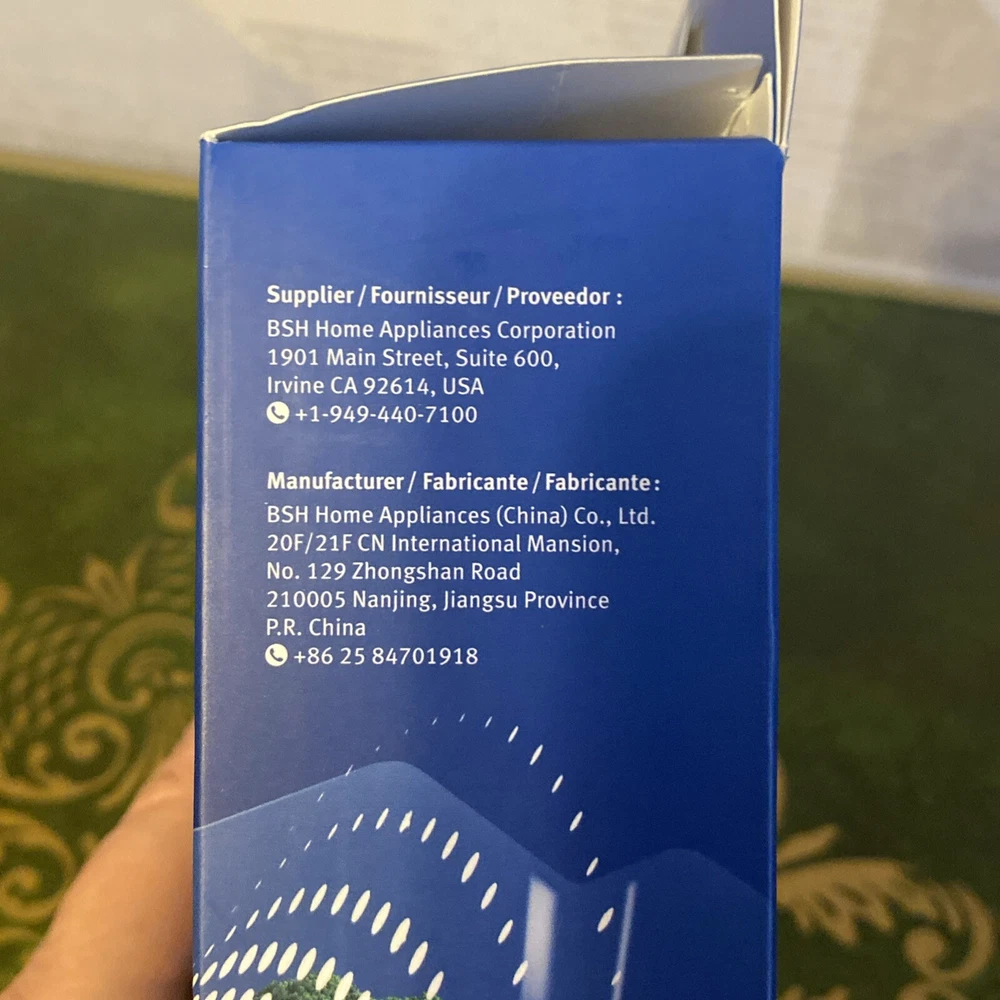 Supplier / Fournisseur / Proveedor :
BSH Home Appliances Corporation
1901 Main Street, Suite 600,
Irvine CA 92614, USA
+1-949-440-7100
Manufacturer / Fabricante / Fabricante :
BSH Home Appliances (China) Co., Ltd.
20F/21F CN International Mansion,
No. 129 Zhongshan Road
210005 Nanjing, Jiangsu Province
P.R. China
+86 25 84701918